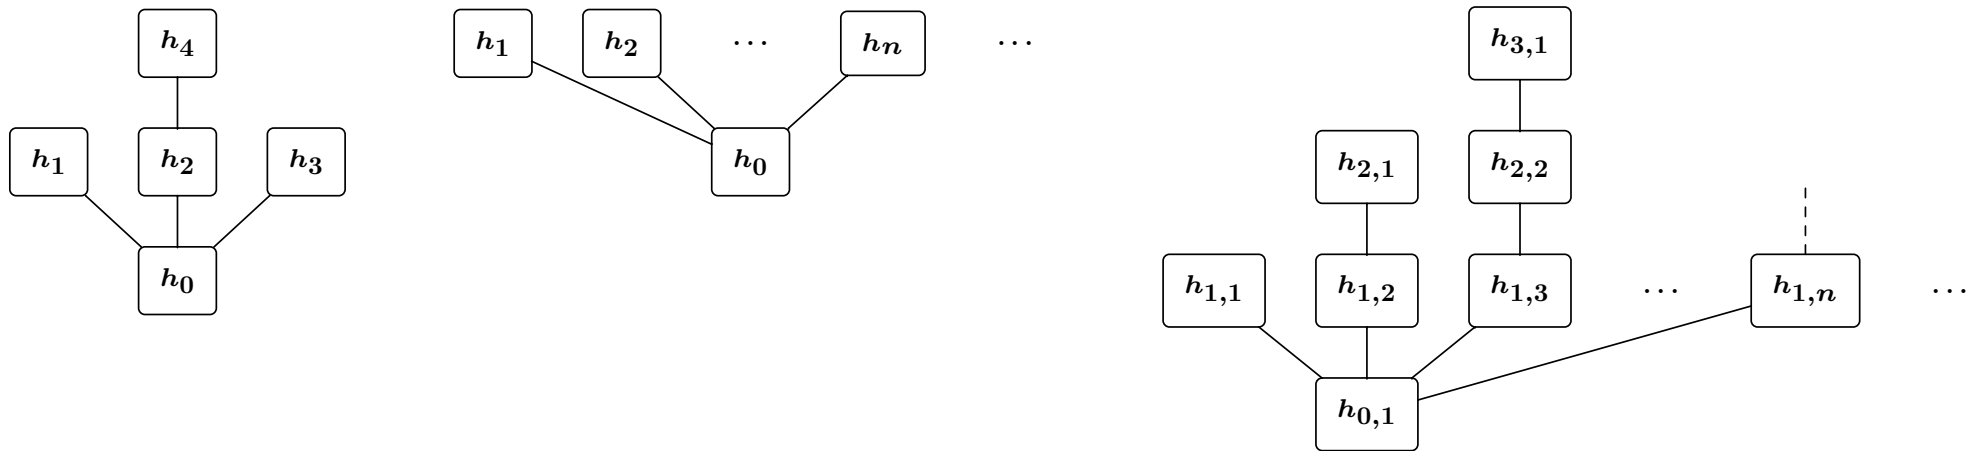 h4
h1 h2 h3
h0
h1 h2 ... hn ...
h0
h3,1
h2,1 h2,2
h1,1 h1,2 h1,3 ... h1,n ...
h0,1